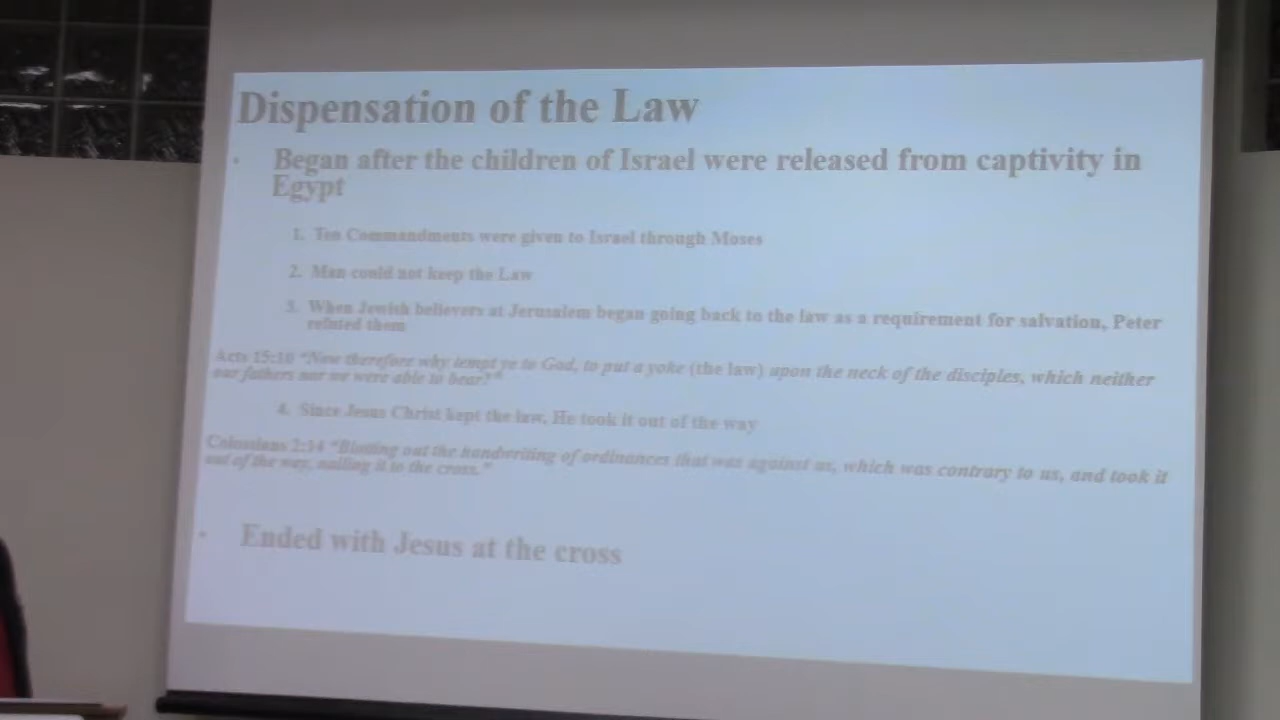 Dispensation of the Law
• Began after the children of Israel were released from captivity in
Egypt
1. Ten Commandments were given to Israel through Moses
2. Man could not keep the Law
3. When Jewish believers at Jerusalem began going back to the law as a requirement for salvation, Peter
refuted them
Acts 15:10 "Now therefore why tempt ye to God, to put a yoke (the law) upon the neck of the disciples, which neither
our fathers nor we were able to bear?"
4. Since Jesus Christ kept the law, He took it out of the way
Colossians 2:14 "Blotting out the handwriting of ordinances that was against us, which was contrary to us, and took it
out of the way, nailing it to the cross."
• Ended with Jesus at the cross